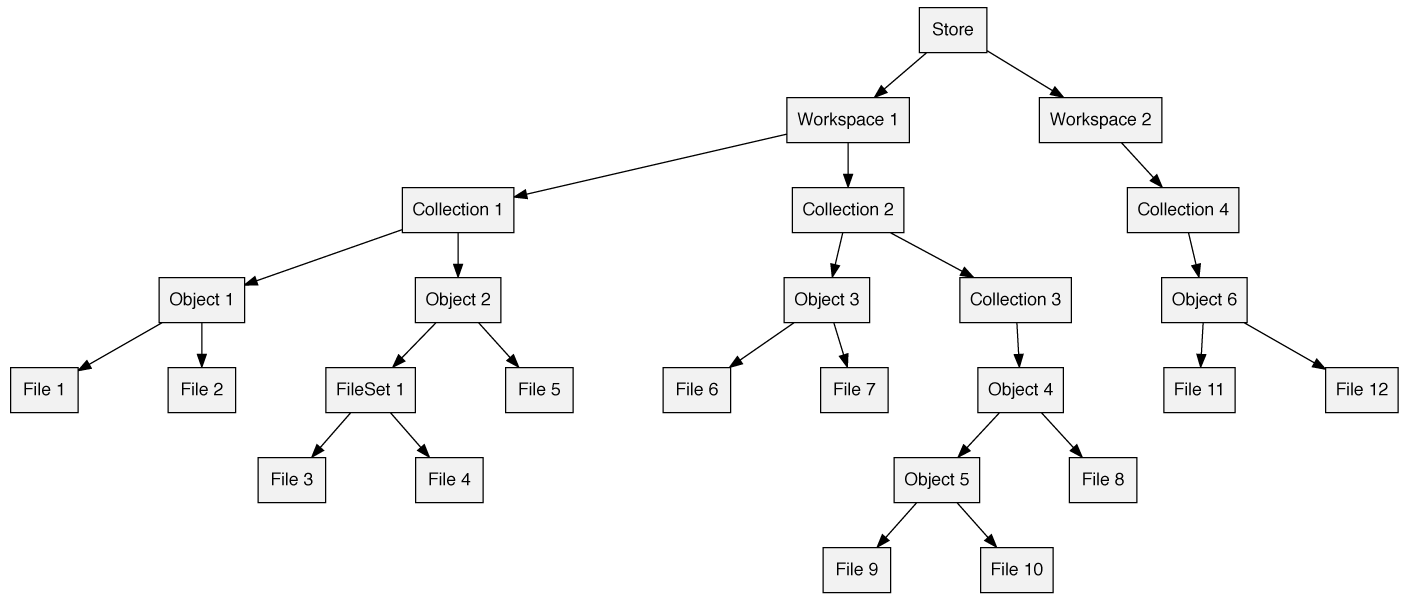 Store
Workspace 1
Workspace 2
Collection 1
Collection 2
Collection 4
Object 1
Object 2
Object 3
Collection 3
Object 6
File 1
File 2
FileSet 1
File 5
File 6
File 7
Object 4
File 11
File 12
File 3
File 4
Object 5
File 8
File 9
File 10